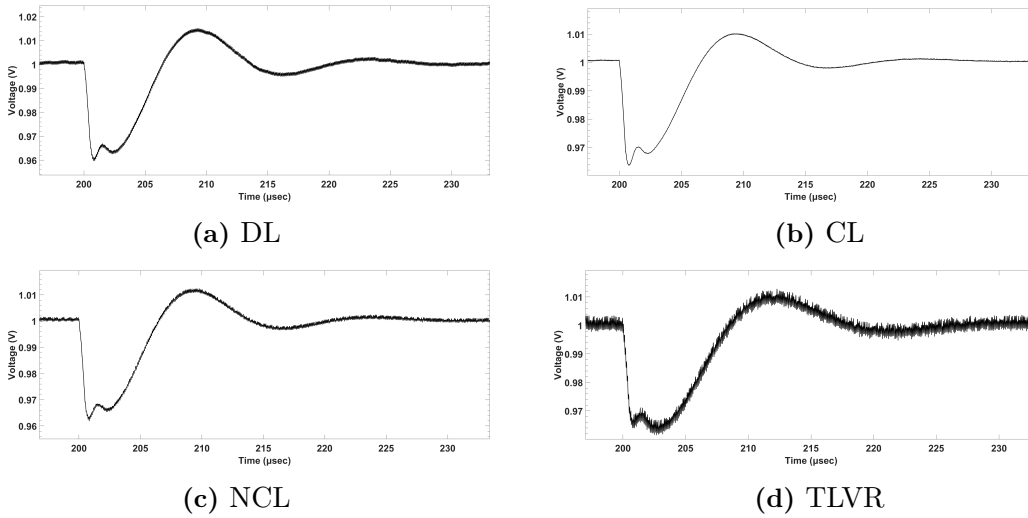 1.02
1.01
1
0.99
0.98
0.97
0.96
Voltage (V)
200 205 210 215 220 225 230
Time (µsec)
(a) DL
1.01
1
0.99
0.98
0.97
Voltage (V)
200 205 210 215 220 225 230
Time (µsec)
(b) CL
1.01
1
0.99
0.98
0.97
0.96
Voltage (V)
200 205 210 215 220 225 230
Time (µsec)
(c) NCL
1.01
1
0.99
0.98
0.97
Voltage (V)
200 205 210 215 220 225 230
Time (µsec)
(d) TLVR